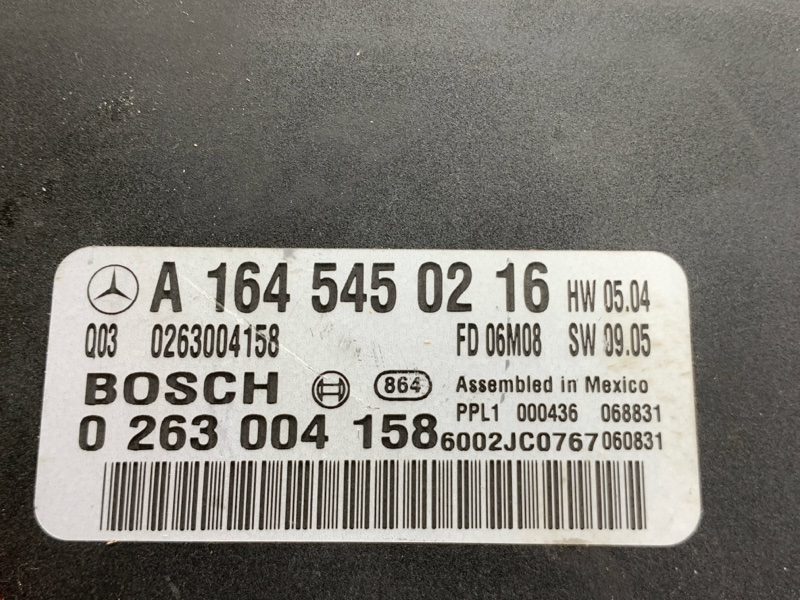 A 164 545 02 16 HW 05.04
Q03 0263004158 FD 06M08 SW 99.05
BOSCH 864 Assembled in Mexico
0 263 004 158 PPL1 000436 068831
6002JC0767 060831